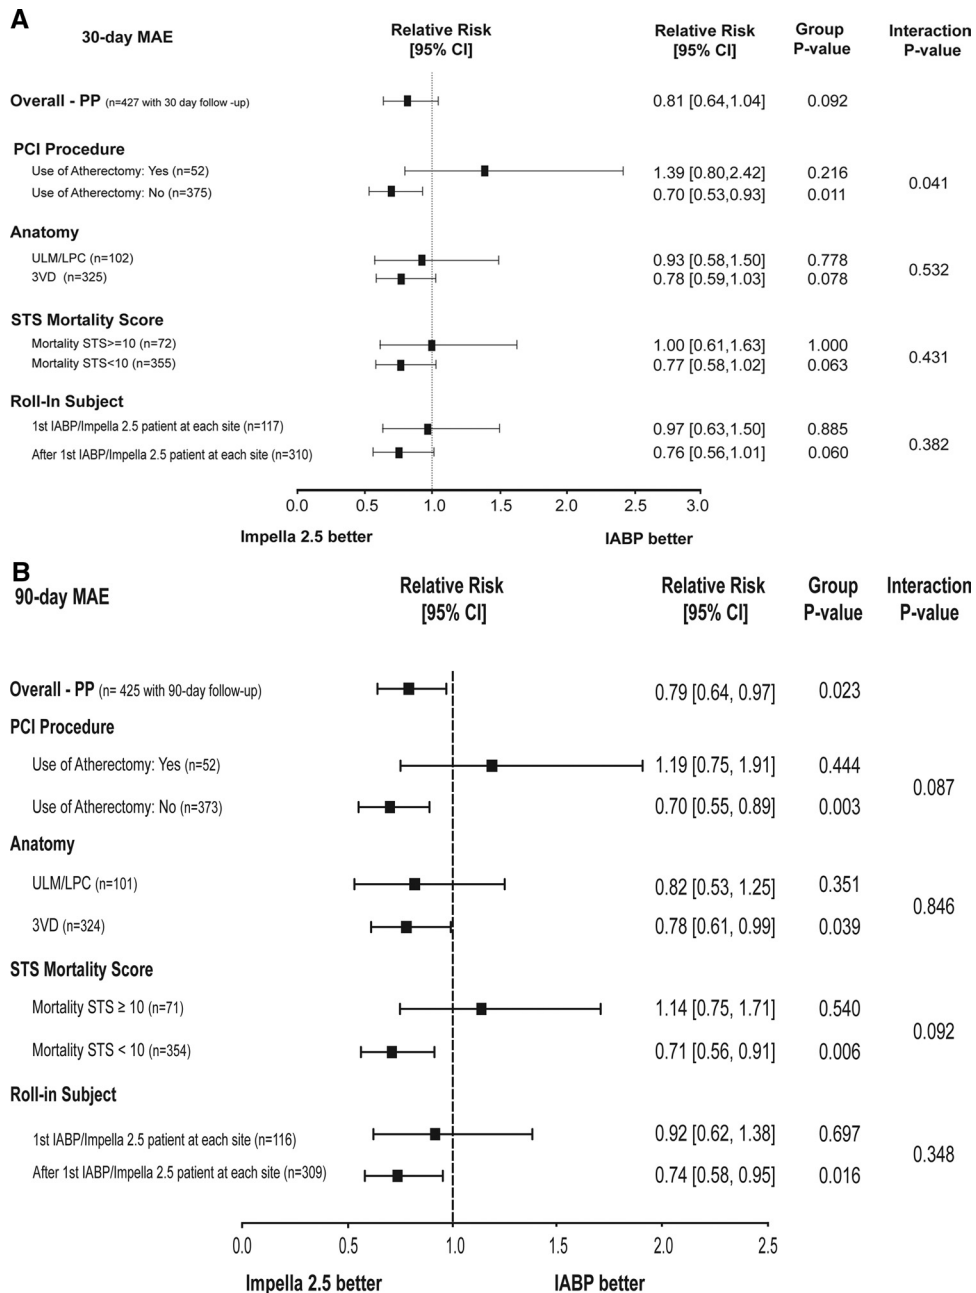 A
30-day MAE
Relative Risk [95% CI]
Relative Risk [95% CI]
Group P-value
Interaction P-value
Overall - PP (n=427 with 30 day follow -up) 0.81 [0.64,1.04] 0.092
PCI Procedure
Use of Atherectomy: Yes (n=52) 1.39 [0.80,2.42] 0.216
Use of Atherectomy: No (n=375) 0.70 [0.53,0.93] 0.011
0.041
Anatomy
ULM/LPC (n=102) 0.93 [0.58,1.50] 0.778
3VD (n=325) 0.78 [0.59,1.03] 0.078
0.532
STS Mortality Score
Mortality STS>=10 (n=72) 1.00 [0.61,1.63] 1.000
Mortality STS<10 (n=355) 0.77 [0.58,1.02] 0.063
0.431
Roll-In Subject
1st IABP/Impella 2.5 patient at each site (n=117) 0.97 [0.63,1.50] 0.885
After 1st IABP/Impella 2.5 patient at each site (n=310) 0.76 [0.56,1.01] 0.060
0.382
0.0 0.5 1.0 1.5 2.0 2.5 3.0
Impella 2.5 better IABP better
B
90-day MAE
Relative Risk [95% CI]
Relative Risk [95% CI]
Group P-value
Interaction P-value
Overall - PP (n= 425 with 90-day follow-up) 0.79 [0.64, 0.97] 0.023
PCI Procedure
Use of Atherectomy: Yes (n=52) 1.19 [0.75, 1.91] 0.444
0.087
Use of Atherectomy: No (n=373) 0.70 [0.55, 0.89] 0.003
Anatomy
ULM/LPC (n=101) 0.82 [0.53, 1.25] 0.351
0.846
3VD (n=324) 0.78 [0.61, 0.99] 0.039
STS Mortality Score
Mortality STS ≥ 10 (n=71) 1.14 [0.75, 1.71] 0.540
0.092
Mortality STS < 10 (n=354) 0.71 [0.56, 0.91] 0.006
Roll-in Subject
1st IABP/Impella 2.5 patient at each site (n=116) 0.92 [0.62, 1.38] 0.697
0.348
After 1st IABP/Impella 2.5 patient at each site (n=309) 0.74 [0.58, 0.95] 0.016
0.0 0.5 1.0 2.0 2.5
Impella 2.5 better IABP better